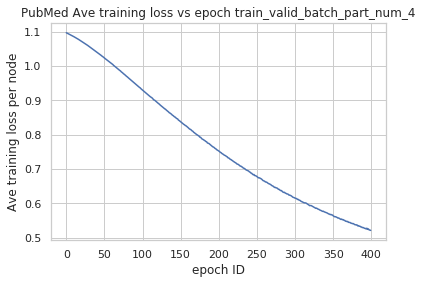 PubMed Ave training loss vs epoch train_valid_batch_part_num_4
Ave training loss per node
1.1
1.0
0.9
0.8
0.7
0.6
0.5
0 50 100 150 200 250 300 350 400
epoch ID